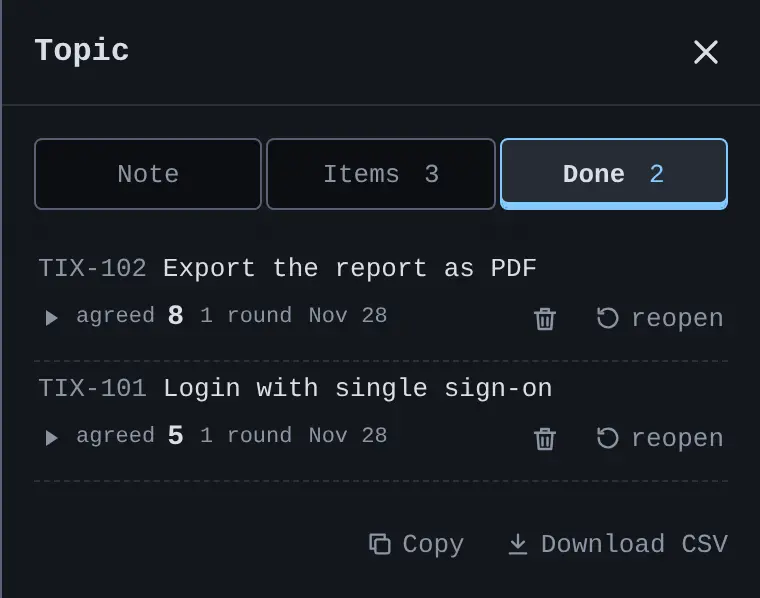 Topic
Note Items 3 Done 2
TIX-102 Export the report as PDF
agreed 8 1 round Nov 28 reopen
TIX-101 Login with single sign-on
agreed 5 1 round Nov 28 reopen
Copy Download CSV